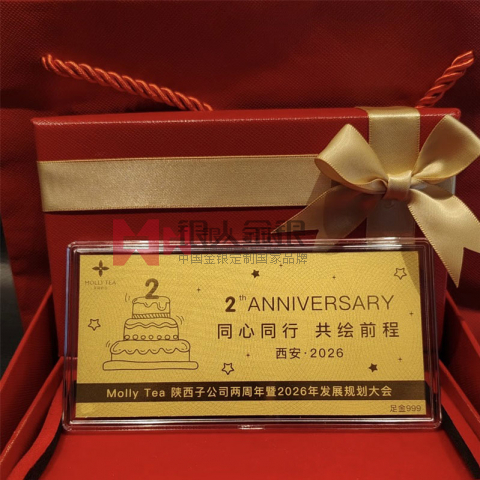 银队金银
中国金银定制国家品牌
MOLLY TEA
2
2th ANNIVERSARY
同心同行 共绘前程
西安·2026
Molly Tea 陕西子公司两周年暨2026年发展规划大会
足金999